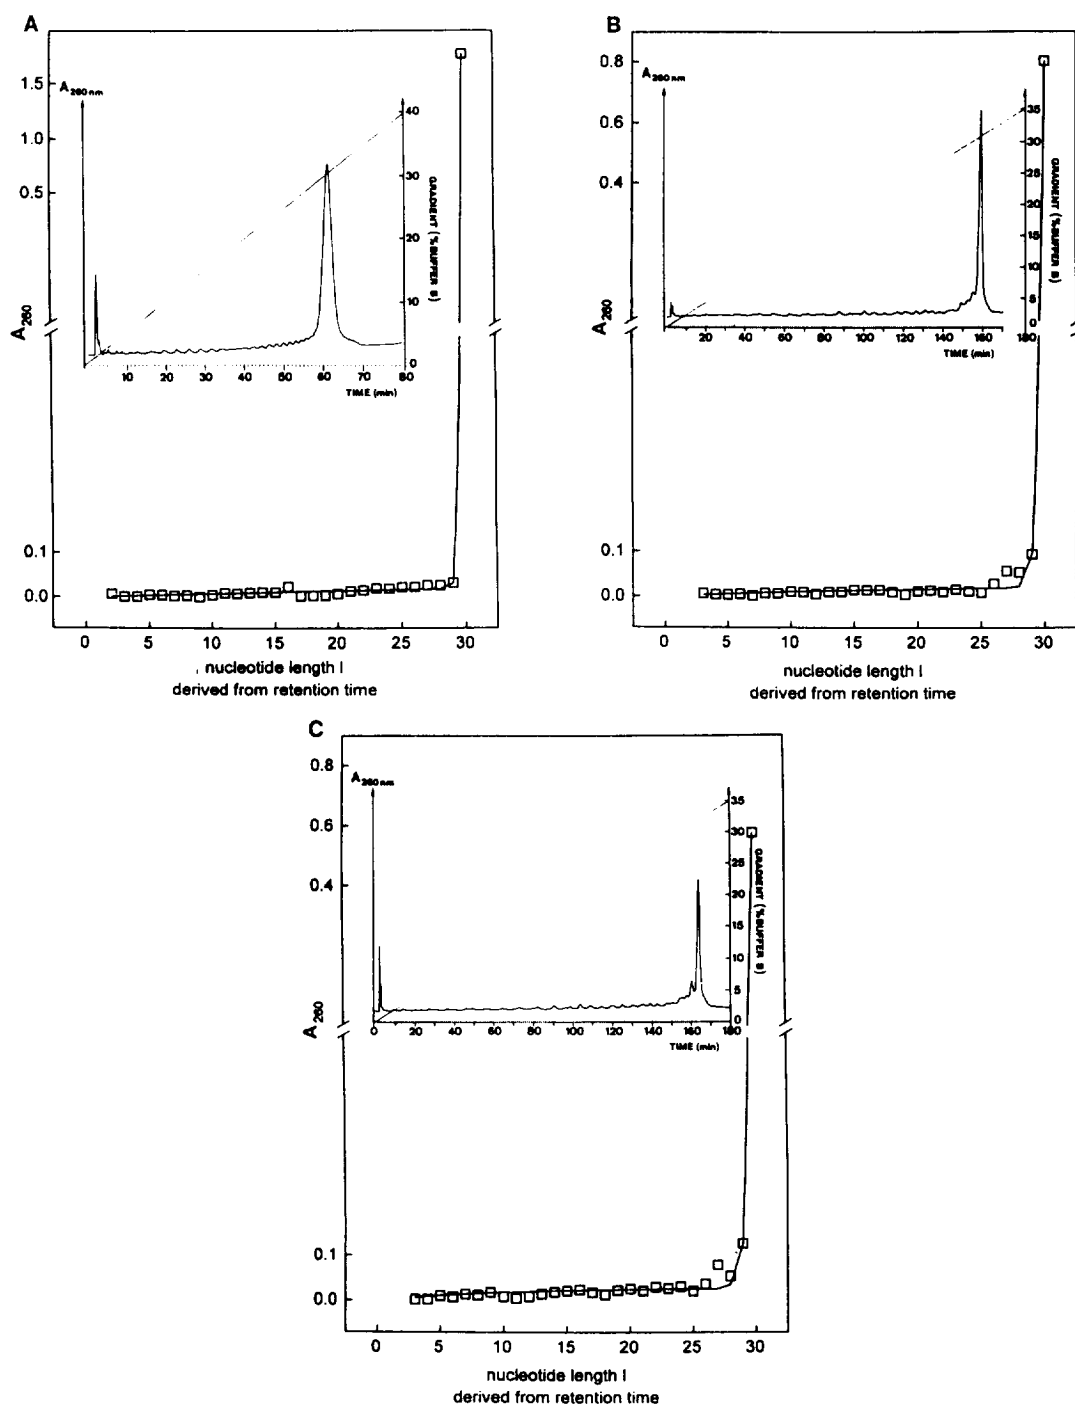 A
1.5
1.0
0.5
A260
0.1
0.0
0 5 10 15 20 25 30
nucleotide length l
derived from retention time
A260 nm
40
30
20
10
0
GRADIENT (% BUFFER B)
10 20 30 40 50 60 70 80
TIME (min)
B
0.8
0.6
0.4
A260
0.1
0.0
0 5 10 15 20 25 30
nucleotide length l
derived from retention time
A260 nm
35
30
25
20
15
10
5
0
GRADIENT (% BUFFER B)
20 40 60 80 100 120 140 160 180
TIME (min)
C
0.8
0.6
0.4
A260
0.1
0.0
0 5 10 15 20 25 30
nucleotide length l
derived from retention time
A260 nm
35
30
25
20
15
10
5
0
GRADIENT (% BUFFER B)
0 20 40 60 80 100 120 140 160 180
TIME (min)